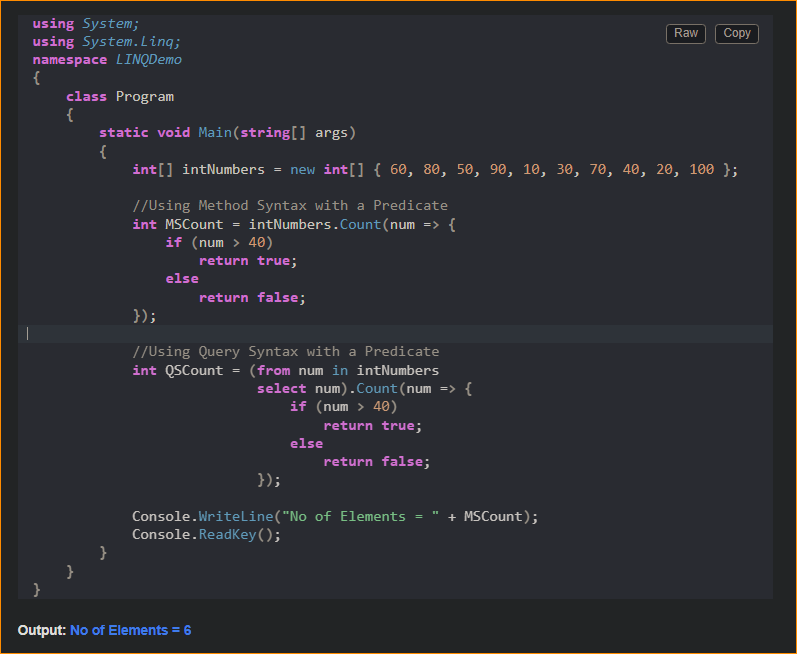 using System;
using System.Linq;
Raw Copy
namespace LINQDemo
{
    class Program
    {
        static void Main(string[] args)
        {
            int[] intNumbers = new int[] { 60, 80, 50, 90, 10, 30, 70, 40, 20, 100 };

            //Using Method Syntax with a Predicate
            int MSCount = intNumbers.Count(num => {
                if (num > 40)
                    return true;
                else
                    return false;
            });

            //Using Query Syntax with a Predicate
            int QSCount = (from num in intNumbers
                           select num).Count(num => {
                               if (num > 40)
                                   return true;
                               else
                                   return false;
                           });

            Console.WriteLine("No of Elements = " + MSCount);
            Console.ReadKey();
        }
    }
}
Output: No of Elements = 6